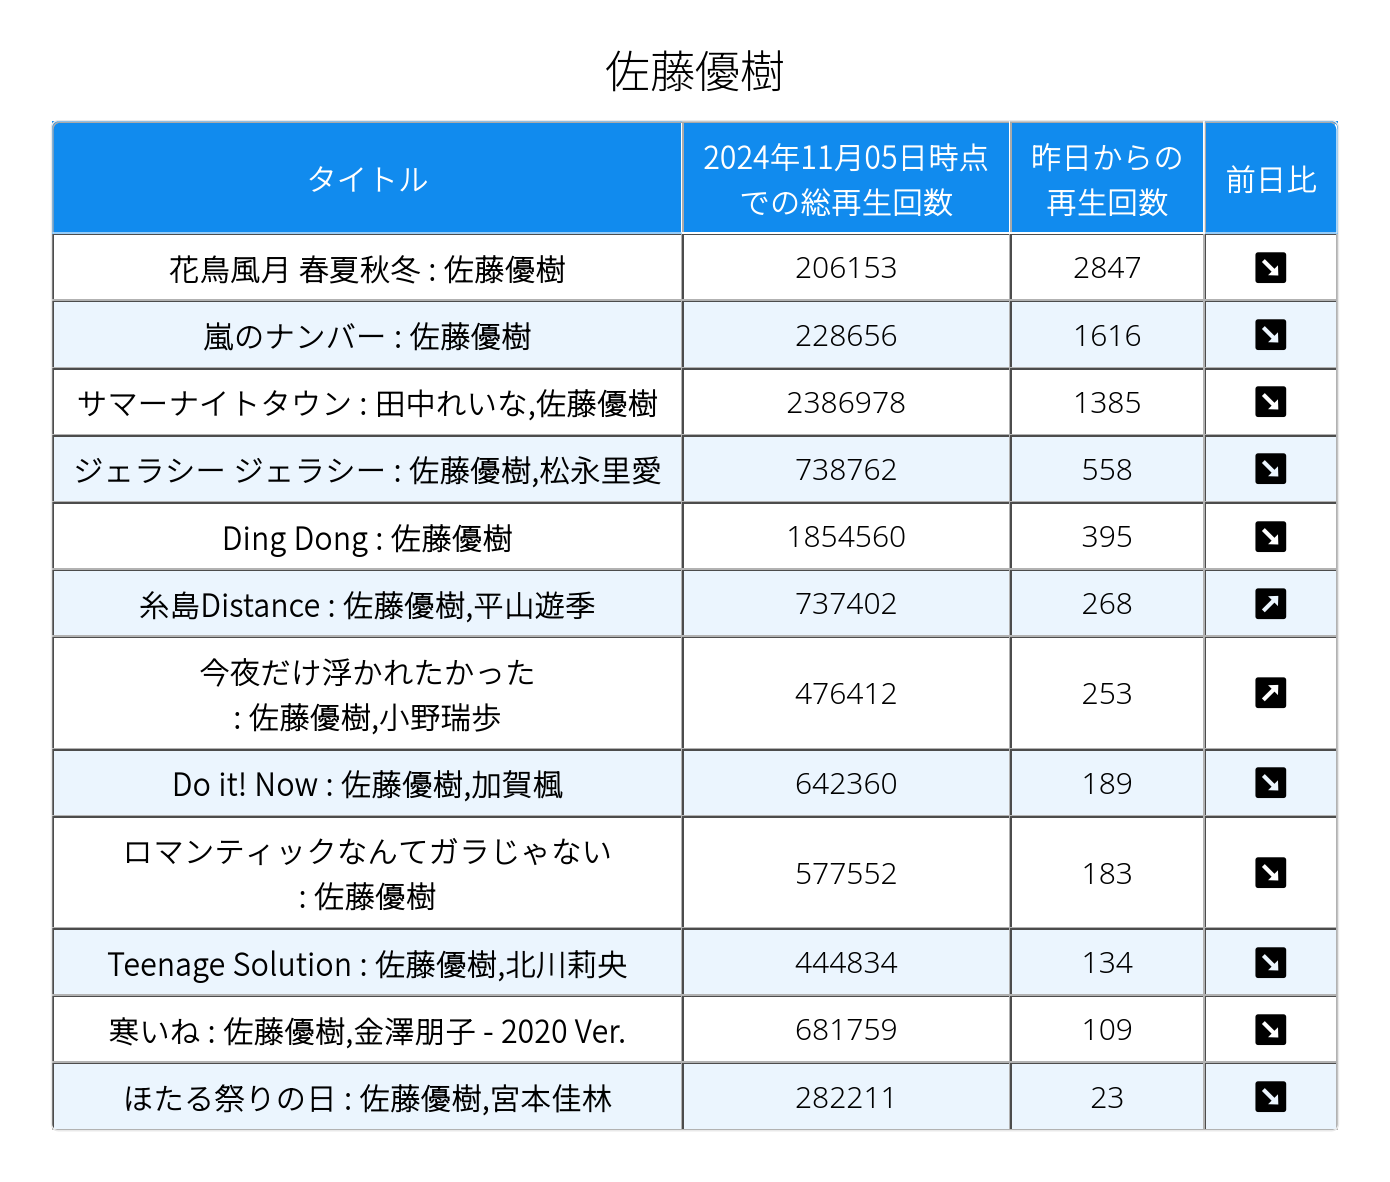 佐藤優樹
タイトル
2024年11月05日時点
での総再生回数
昨日からの
再生回数
前日比
花鳥風月 春夏秋冬 : 佐藤優樹 206153 2847 ↘
嵐のナンバー : 佐藤優樹 228656 1616 ↘
サマーナイトタウン : 田中れいな,佐藤優樹 2386978 1385 ↘
ジェラシー ジェラシー : 佐藤優樹,松永里愛 738762 558 ↘
Ding Dong : 佐藤優樹 1854560 395 ↘
糸島Distance : 佐藤優樹,平山遊季 737402 268 ↗
今夜だけ浮かれたかった
: 佐藤優樹,小野瑞歩 476412 253 ↗
Do it! Now : 佐藤優樹,加賀楓 642360 189 ↘
ロマンティックなんてガラじゃない
: 佐藤優樹 577552 183 ↘
Teenage Solution : 佐藤優樹,北川莉央 444834 134 ↘
寒いね : 佐藤優樹,金澤朋子 - 2020 Ver. 681759 109 ↘
ほたる祭りの日 : 佐藤優樹,宮本佳林 282211 23 ↘